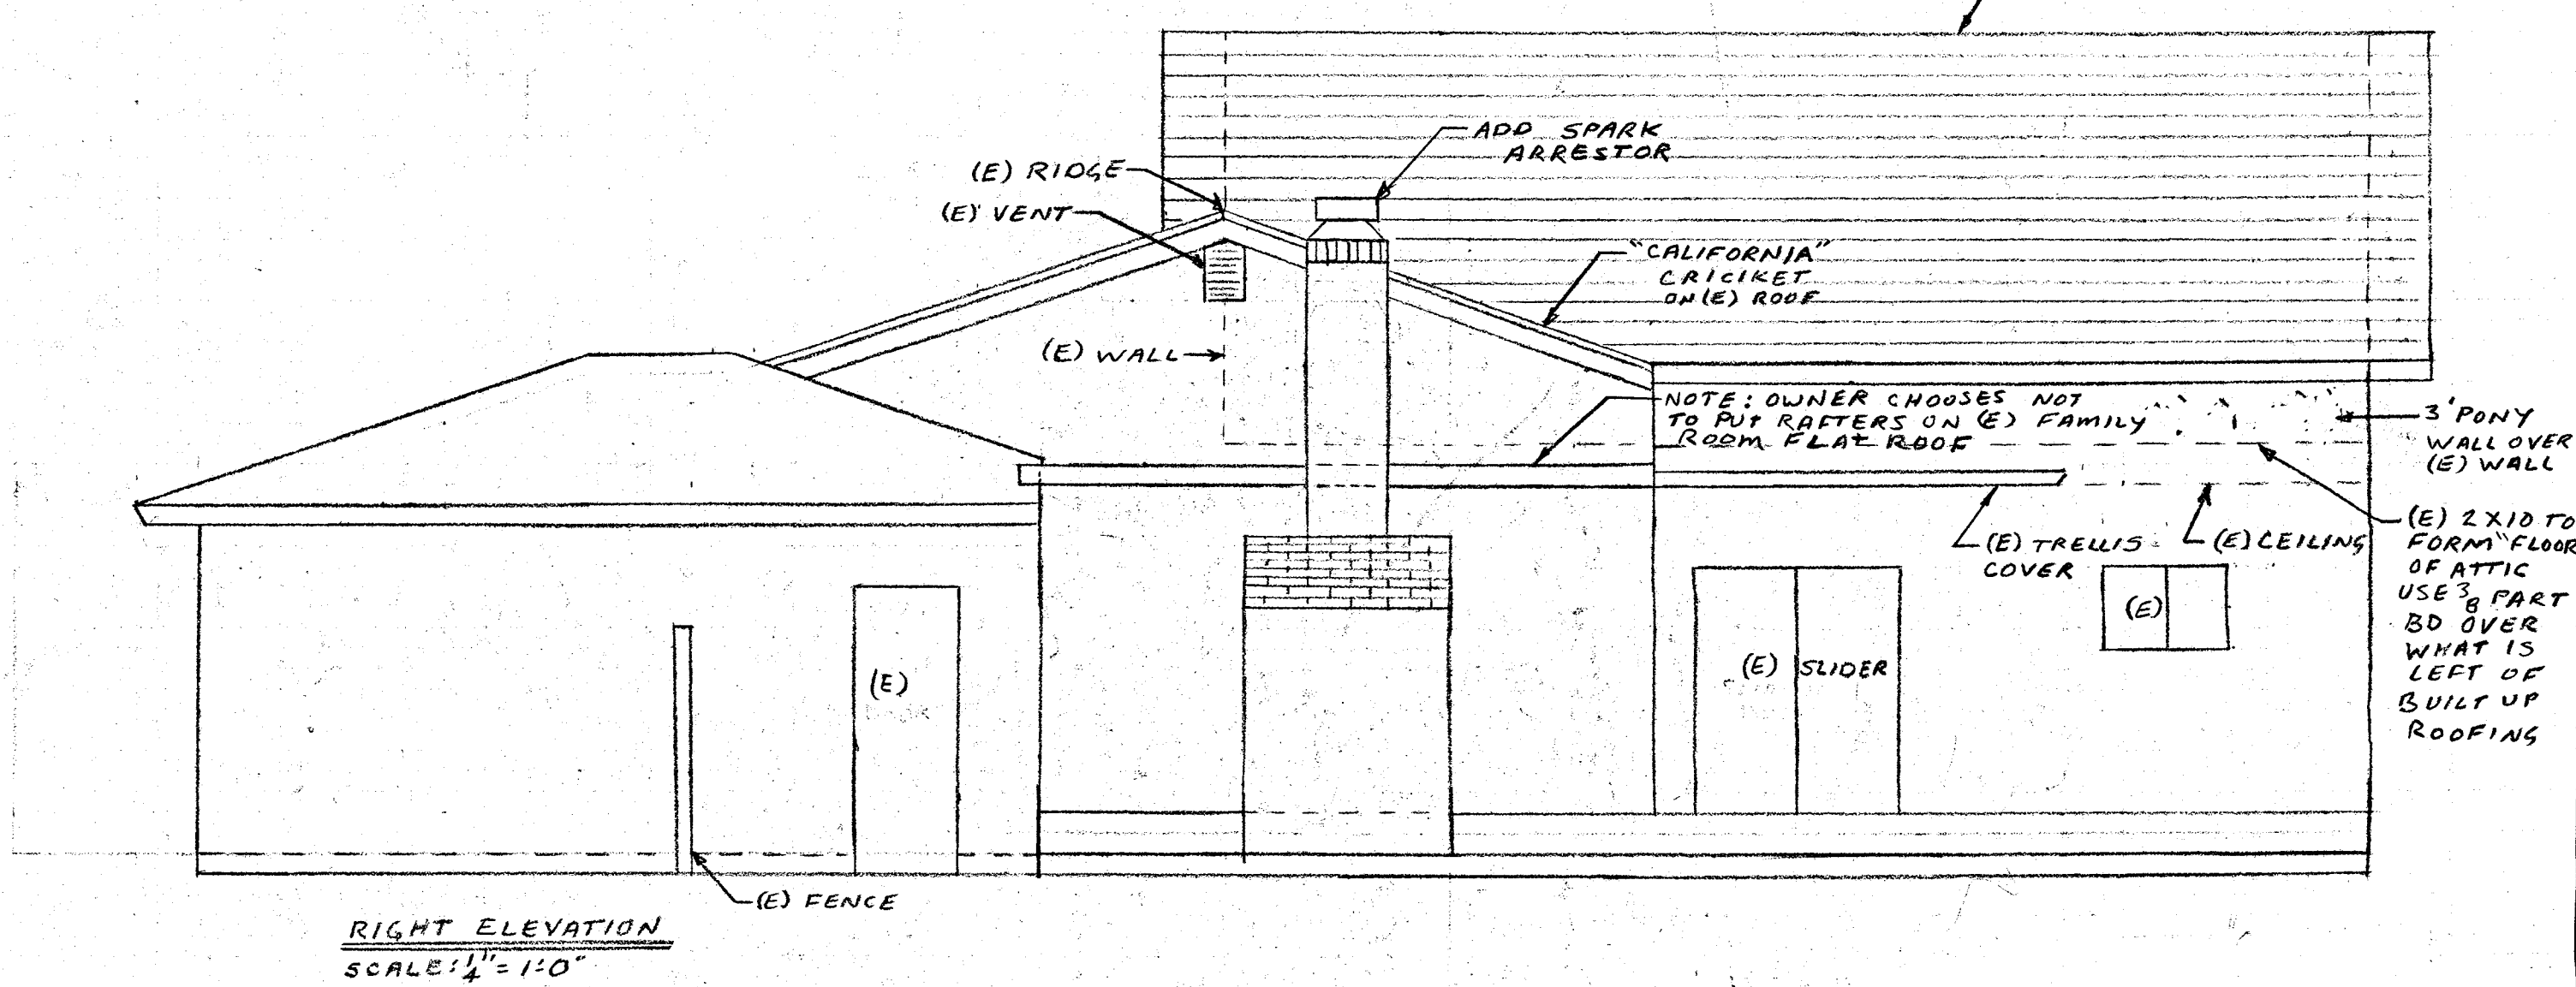 ADD SPARK
ARRESTOR
(E) RIDGE
(E) VENT
"CALIFORNIA"
CRICIKET
ON (E) ROOF
(E) WALL
NOTE: OWNER CHOOSES NOT
TO PUT RAFTERS ON (E) FAMILY
ROOM FLAT ROOF
3' PONY
WALL OVER
(E) WALL
(E) TRELLIS
COVER
(E) CEILING
(E) 2X10 TO
FORM "FLOOR
OF ATTIC
USE 3/8 PART
BD OVER
WHAT IS
LEFT OF
BUILT UP
ROOFING
(E)
(E)
(E) SLIDER
(E) FENCE
RIGHT ELEVATION
SCALE: 1/4" = 1'-0"